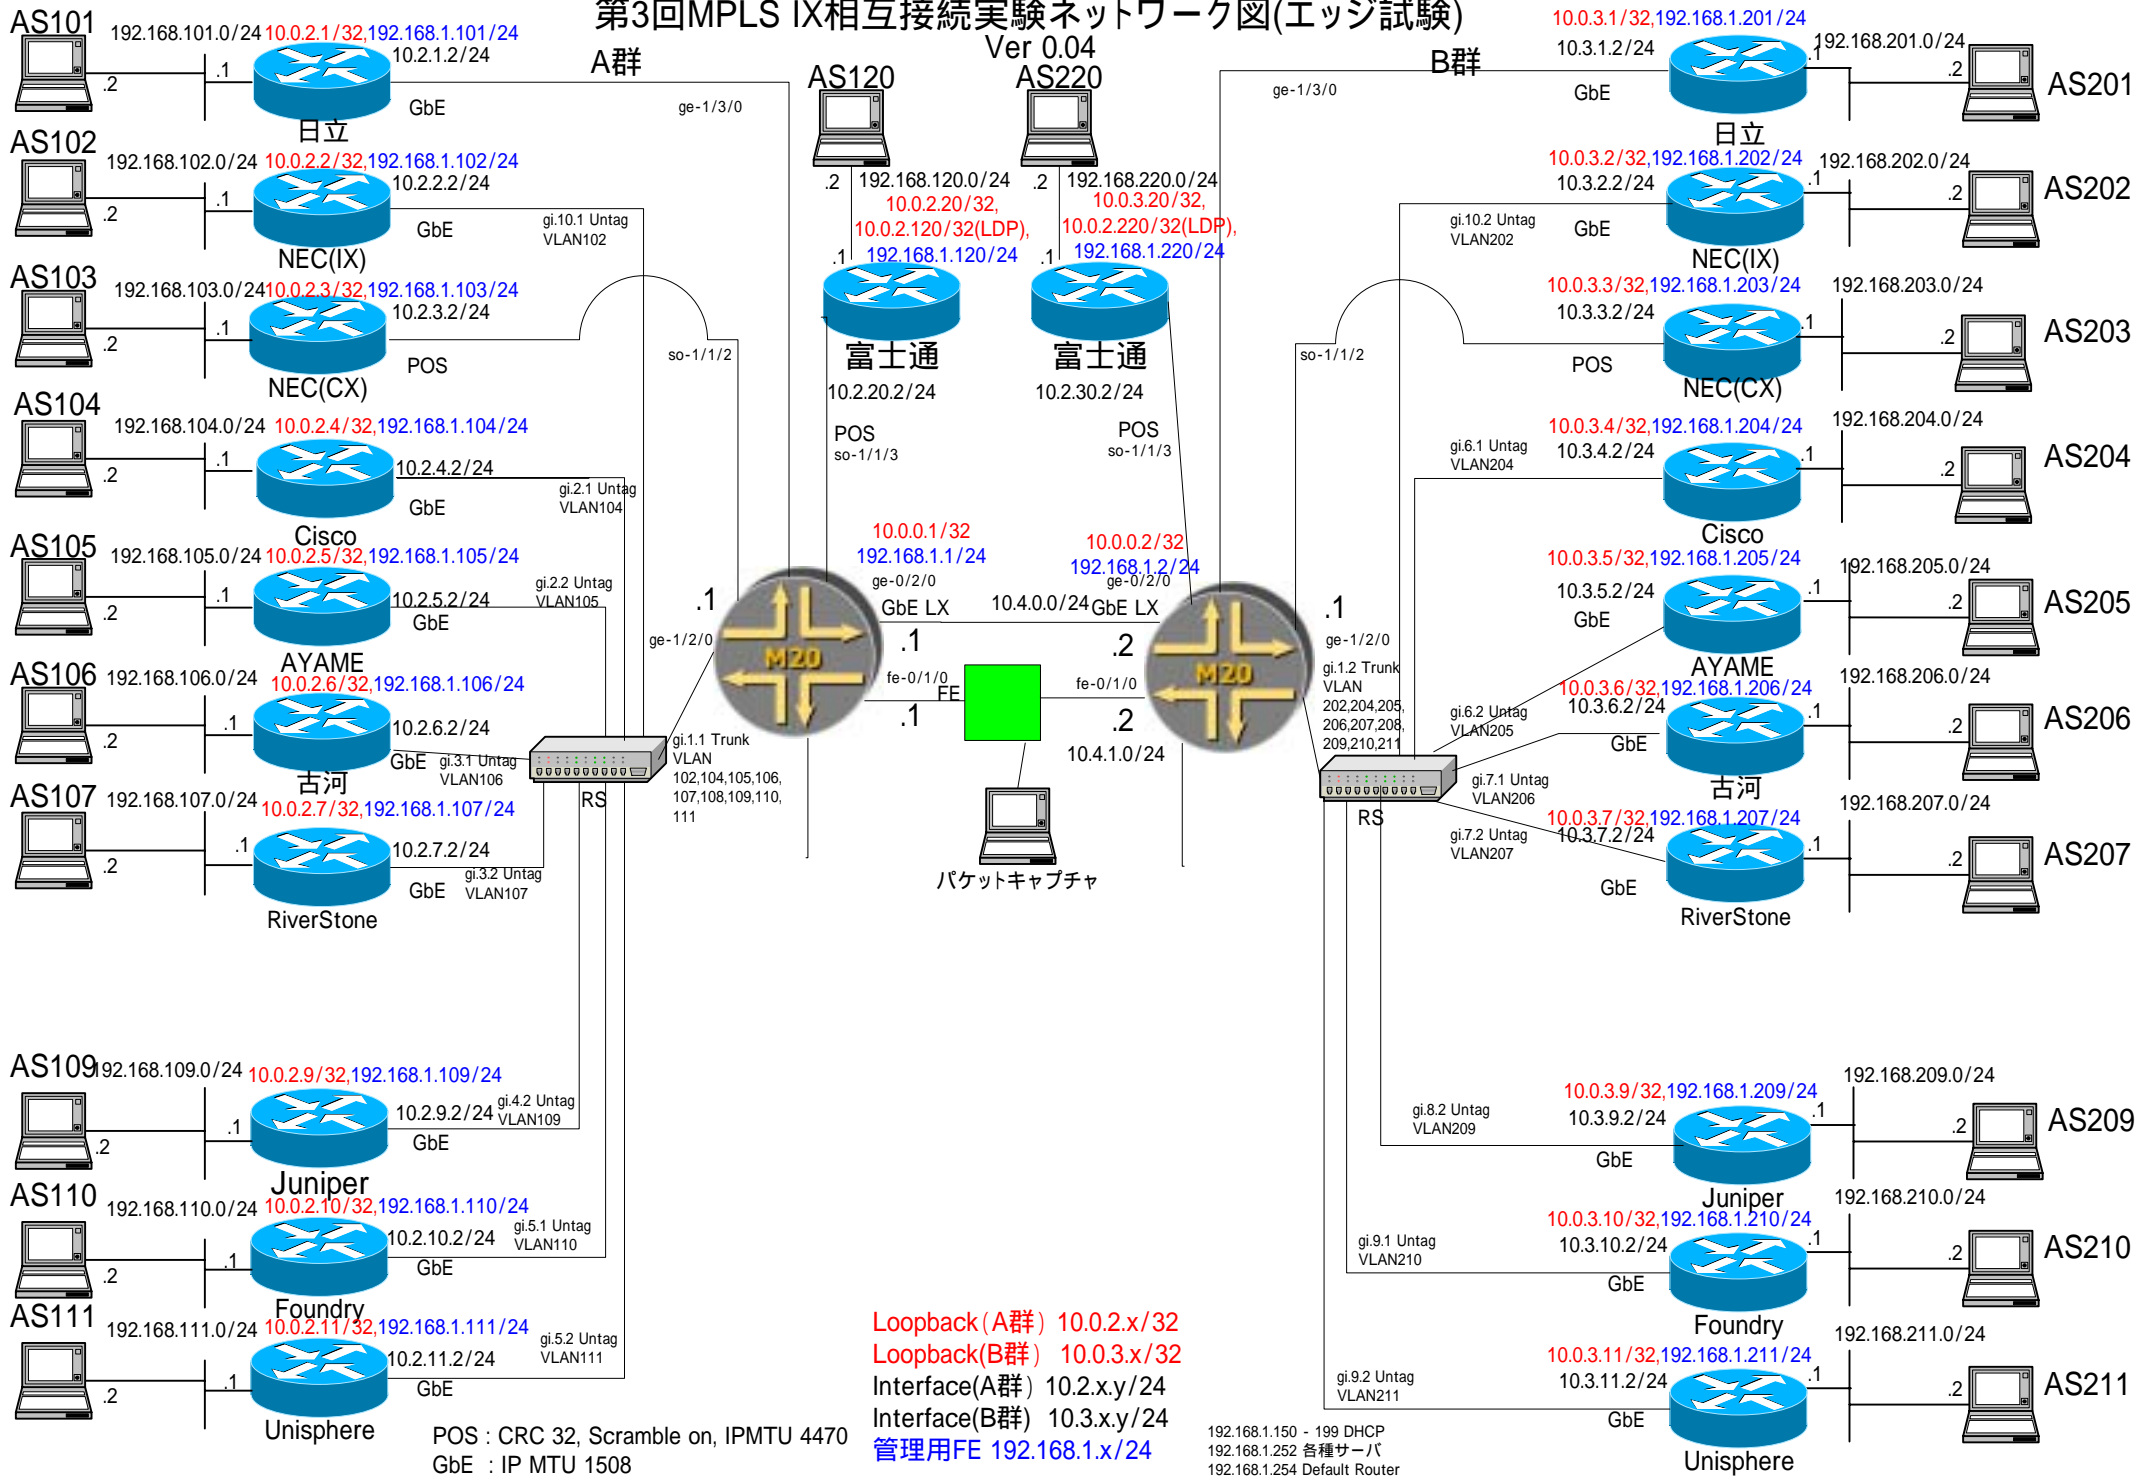 第3回MPLS IX相互接続実験ネットワーク図(エッジ試験)
Ver 0.04
A群
B群
AS101
192.168.101.0/24
10.0.2.1/32,192.168.1.101/24
10.2.1.2/24
.1
.2
GbE
ge-1/3/0
日立
AS102
192.168.102.0/24
10.0.2.2/32,192.168.1.102/24
10.2.2.2/24
.1
.2
GbE
gi.10.1 Untag
VLAN102
NEC(IX)
AS103
192.168.103.0/24
10.0.2.3/32,192.168.1.103/24
10.2.3.2/24
.1
.2
POS
so-1/1/2
NEC(CX)
AS104
192.168.104.0/24
10.0.2.4/32,192.168.1.104/24
10.2.4.2/24
.1
.2
GbE
gi.2.1 Untag
VLAN104
Cisco
AS105
192.168.105.0/24
10.0.2.5/32,192.168.1.105/24
10.2.5.2/24
.1
.2
GbE
gi.2.2 Untag
VLAN105
AYAME
AS106
192.168.106.0/24
10.0.2.6/32,192.168.1.106/24
10.2.6.2/24
.1
.2
GbE
gi.3.1 Untag
VLAN106
古河
AS107
192.168.107.0/24
10.0.2.7/32,192.168.1.107/24
10.2.7.2/24
.1
.2
GbE
gi.3.2 Untag
VLAN107
RiverStone
AS109
192.168.109.0/24
10.0.2.9/32,192.168.1.109/24
10.2.9.2/24
.1
.2
GbE
gi.4.2 Untag
VLAN109
Juniper
AS110
192.168.110.0/24
10.0.2.10/32,192.168.1.110/24
10.2.10.2/24
.1
.2
GbE
gi.5.1 Untag
VLAN110
Foundry
AS111
192.168.111.0/24
10.0.2.11/32,192.168.1.111/24
10.2.11.2/24
.1
.2
GbE
gi.5.2 Untag
VLAN111
Unisphere
RS
gi.1.1 Trunk
VLAN
102,104,105,106,
107,108,109,110,
111
ge-1/2/0
.1
M20
AS120
.2
192.168.120.0/24
10.0.2.20/32,
10.0.2.120/32(LDP),
192.168.1.120/24
.1
富士通
10.2.20.2/24
POS
so-1/1/3
AS220
.2
192.168.220.0/24
10.0.3.20/32,
10.0.2.220/32(LDP),
192.168.1.220/24
.1
富士通
10.2.30.2/24
POS
so-1/1/3
10.0.0.1/32
192.168.1.1/24
ge-0/2/0
GbE LX
.1
10.4.0.0/24
10.0.0.2/32
192.168.1.2/24
ge-0/2/0
GbE LX
.2
fe-0/1/0
FE
.1
fe-0/1/0
.2
10.4.1.0/24
パケットキャプチャ
M20
.1
ge-1/2/0
gi.1.2 Trunk
VLAN
202,204,205,
206,207,208,
209,210,211
RS
10.0.3.1/32,192.168.1.201/24
10.3.1.2/24
192.168.201.0/24
.1
.2
GbE
ge-1/3/0
日立
AS201
10.0.3.2/32,192.168.1.202/24
10.3.2.2/24
192.168.202.0/24
.1
.2
GbE
gi.10.2 Untag
VLAN202
NEC(IX)
AS202
10.0.3.3/32,192.168.1.203/24
10.3.3.2/24
192.168.203.0/24
.1
.2
POS
so-1/1/2
NEC(CX)
AS203
10.0.3.4/32,192.168.1.204/24
10.3.4.2/24
192.168.204.0/24
.1
.2
gi.6.1 Untag
VLAN204
Cisco
AS204
10.0.3.5/32,192.168.1.205/24
10.3.5.2/24
192.168.205.0/24
.1
.2
GbE
AYAME
AS205
gi.6.2 Untag
VLAN205
10.0.3.6/32,192.168.1.206/24
10.3.6.2/24
192.168.206.0/24
.1
.2
GbE
gi.7.1 Untag
VLAN206
古河
AS206
10.0.3.7/32,192.168.1.207/24
10.3.7.2/24
192.168.207.0/24
.1
.2
GbE
gi.7.2 Untag
VLAN207
RiverStone
AS207
10.0.3.9/32,192.168.1.209/24
10.3.9.2/24
192.168.209.0/24
.1
.2
GbE
gi.8.2 Untag
VLAN209
Juniper
AS209
10.0.3.10/32,192.168.1.210/24
10.3.10.2/24
192.168.210.0/24
.1
.2
GbE
gi.9.1 Untag
VLAN210
Foundry
AS210
10.0.3.11/32,192.168.1.211/24
10.3.11.2/24
192.168.211.0/24
.1
.2
GbE
gi.9.2 Untag
VLAN211
Unisphere
AS211
POS : CRC 32, Scramble on, IPMTU 4470
GbE : IP MTU 1508
Loopback(A群) 10.0.2.x/32
Loopback(B群) 10.0.3.x/32
Interface(A群) 10.2.x.y/24
Interface(B群) 10.3.x.y/24
管理用FE 192.168.1.x/24
192.168.1.150 - 199 DHCP
192.168.1.252 各種サーバ
192.168.1.254 Default Router